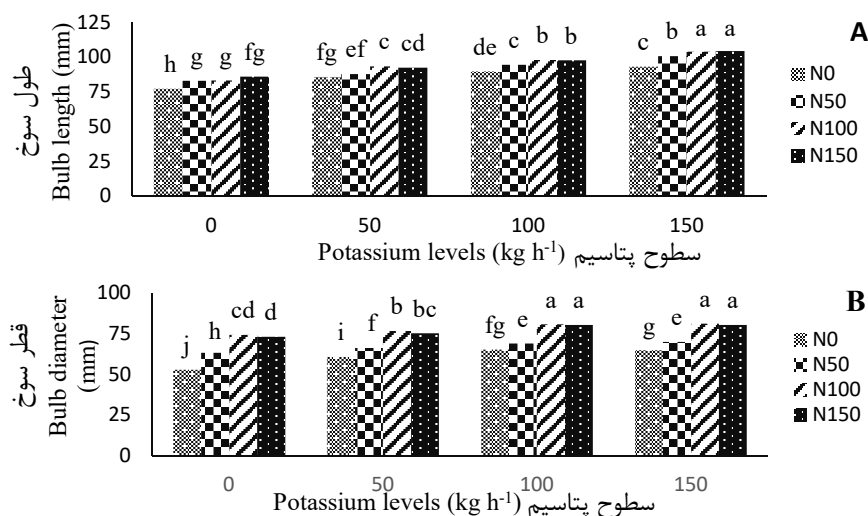 A
125
100
75
50
25
0
طول سوخ
Bulb length (mm)
h g g fg fg ef c cd de c b b c b a a
N0
N50
N100
N150
0 50 100 150
Potassium levels (kg h-1) سطوح پتاسیم
B
100
75
50
25
0
قطر سوخ
Bulb diameter
(mm)
j h cd d i f b bc fg e a a g e a a
N0
N50
N100
N150
0 50 100 150
Potassium levels (kg h-1) سطوح پتاسیم